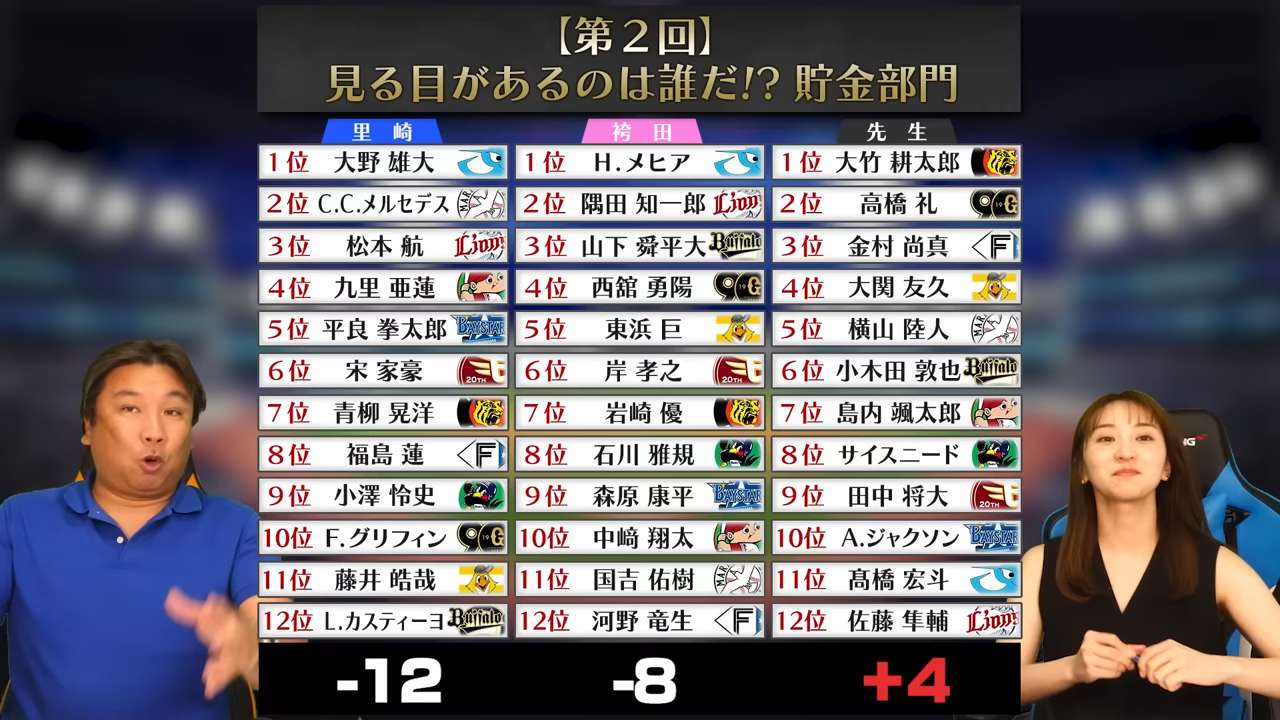 【第2回】
見る目があるのは誰だ!? 貯金部門
里崎 袴田 先生
1位 大野 雄大 1位 H.メヒア 1位 大竹 耕太郎
2位 C.C.メルセデス 2位 隅田 知一郎 2位 高橋 礼
3位 松本 航 3位 山下 舜平大 3位 金村 尚真
4位 九里 亜蓮 4位 西舘 勇陽 4位 大関 友久
5位 平良 拳太郎 5位 東浜 巨 5位 横山 陸人
6位 宋 家豪 6位 岸 孝之 6位 小木田 敦也
7位 青柳 晃洋 7位 岩崎 優 7位 島内 颯太郎
8位 福島 蓮 8位 石川 雅規 8位 サイスニード
9位 小澤 怜史 9位 森原 康平 9位 田中 将大
10位 F.グリフィン 10位 中﨑 翔太 10位 A.ジャクソン
11位 藤井 皓哉 11位 国吉 佑樹 11位 髙橋 宏斗
12位 L.カスティーヨ 12位 河野 竜生 12位 佐藤 隼輔
-12 -8 +4